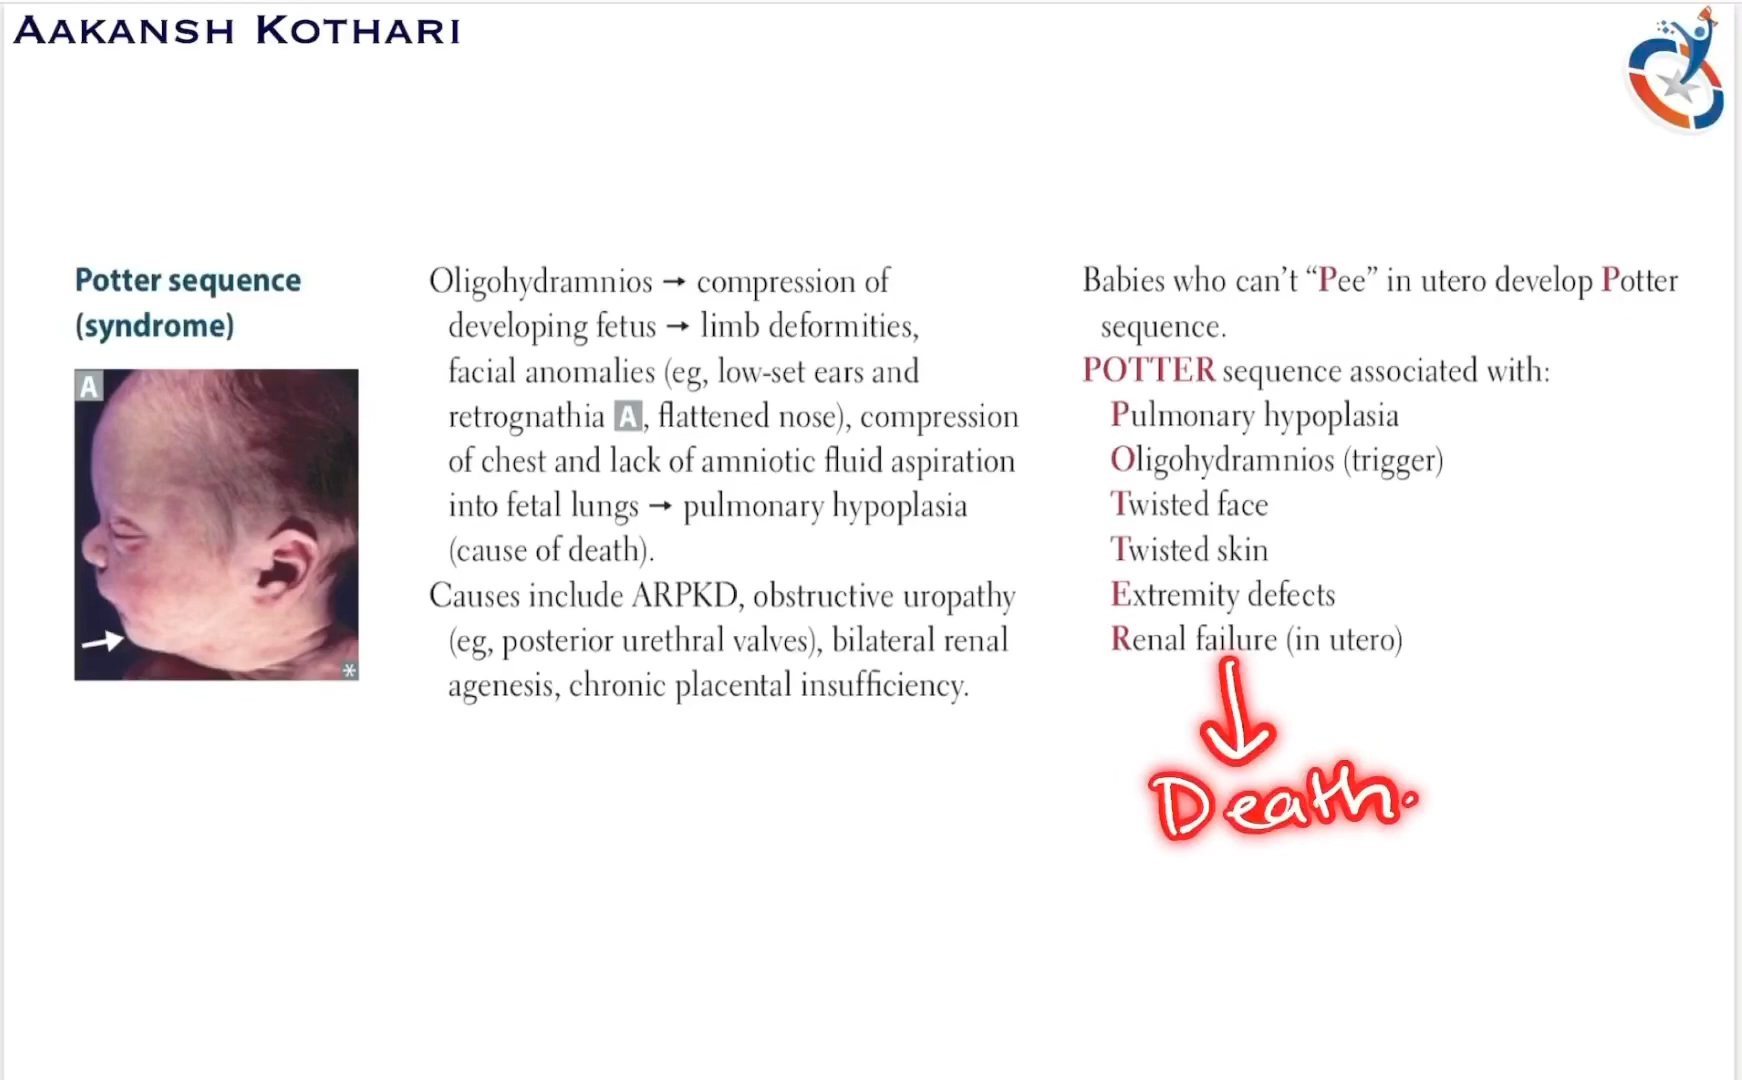 AAKANSH KOTHARI
Potter sequence
(syndrome)
A
*
Oligohydramnios → compression of
developing fetus → limb deformities,
facial anomalies (eg, low-set ears and
retrognathia A, flattened nose), compression
of chest and lack of amniotic fluid aspiration
into fetal lungs → pulmonary hypoplasia
(cause of death).
Causes include ARPKD, obstructive uropathy
(eg, posterior urethral valves), bilateral renal
agenesis, chronic placental insufficiency.
Babies who can't “Pee” in utero develop Potter
sequence.
POTTER sequence associated with:
Pulmonary hypoplasia
Oligohydramnios (trigger)
Twisted face
Twisted skin
Extremity defects
Renal failure (in utero)
Death.